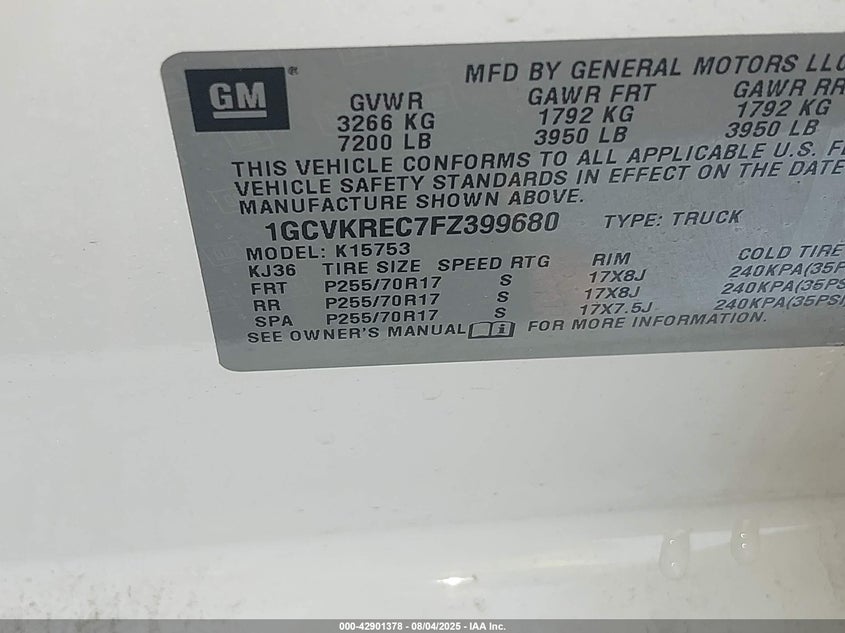 GM®
MFD BY GENERAL MOTORS LLC
GVWR GAWR FRT GAWR RR
3266 KG 1792 KG 1792 KG
7200 LB 3950 LB 3950 LB
THIS VEHICLE CONFORMS TO ALL APPLICABLE U.S.
VEHICLE SAFETY STANDARDS IN EFFECT ON THE DATE
MANUFACTURE SHOWN ABOVE.
1GCVKREC7FZ399680 TYPE: TRUCK
MODEL: K15753
KJ36 TIRE SIZE SPEED RTG RIM COLD TIRE
FRT P255/70R17 S 17X8J 240KPA(35PS
RR P255/70R17 S 17X8J 240KPA(35PS
SPA P255/70R17 S 17X7.5J 240KPA(35PSI
SEE OWNER'S MANUAL FOR MORE INFORMATION.
000-42901378 - 08/04/2025 - IAA Inc.